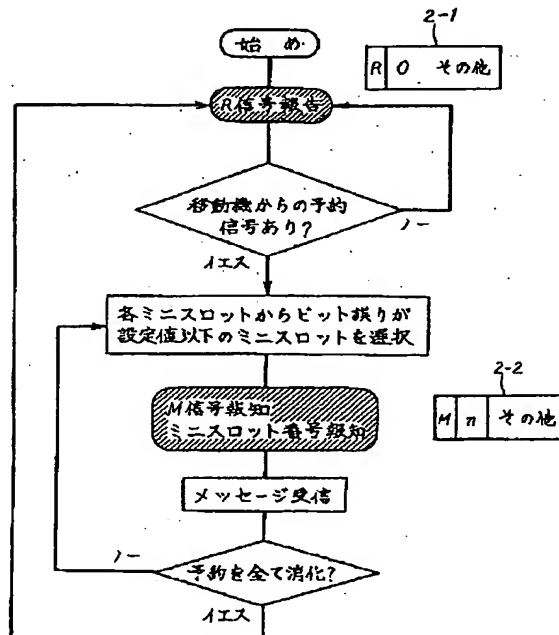 始め
2-1
R 0 その他
R信号報告
移動機からの予約
信号あり?
ノー
イエス
各ミニスロットからビット誤りが
設定値以下のミニスロットを選択
2-2
M信号報知
ミニスロット番号報知
M n その他
メッセージ受信
ノー
予約を全て消化?
イエス